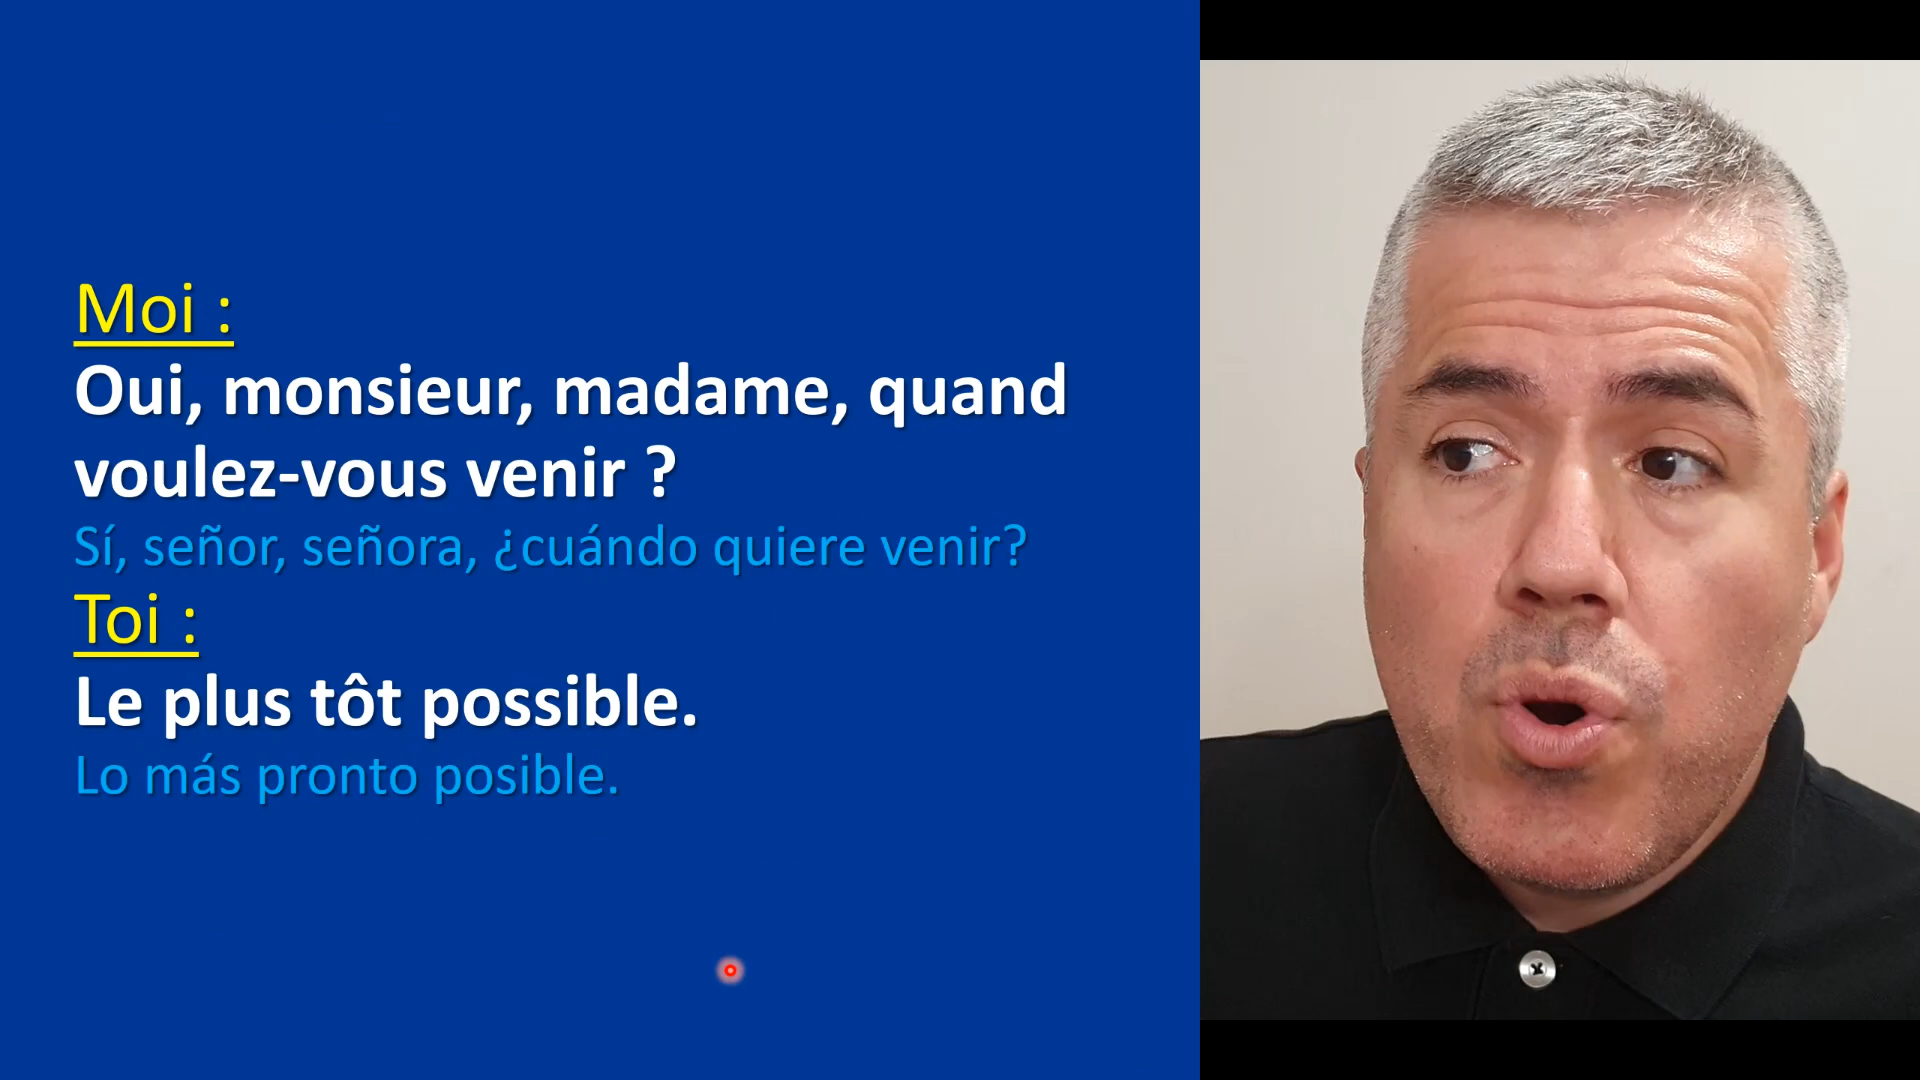 Moi :
Oui, monsieur, madame, quand
voulez-vous venir ?
Sí, señor, señora, ¿cuándo quiere venir?
Toi :
Le plus tôt possible.
Lo más pronto posible.